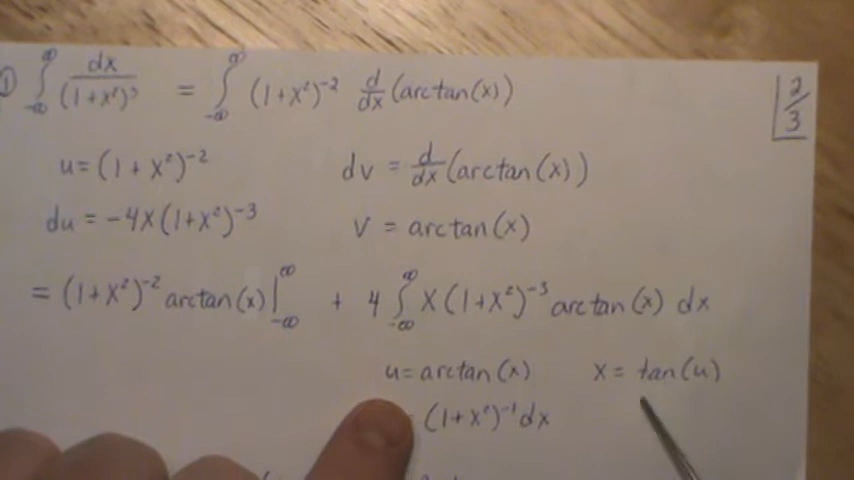 ① ∫_{-∞}^{∞} dx/(1+x²)³ = ∫_{-∞}^{∞} (1+x²)⁻² d/dx (arctan(x))
2/3
u = (1+x²)⁻² dv = d/dx (arctan(x))
du = -4x(1+x²)⁻³ v = arctan(x)
= (1+x²)⁻² arctan(x)|_{-∞}^{∞} + 4 ∫_{-∞}^{∞} x(1+x²)⁻³ arctan(x) dx
u = arctan(x) x = tan(u)
= (1+x²)⁻¹ dx